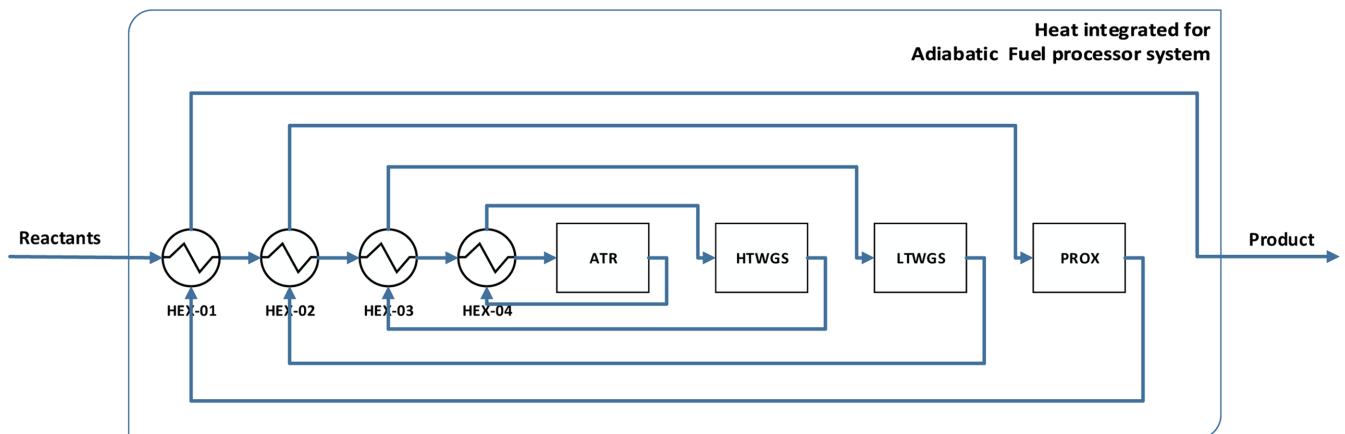 Heat integrated for
Adiabatic Fuel processor system
Reactants
Product
ATR
HTWGS
LTWGS
PROX
HEX-01
HEX-02
HEX-03
HEX-04